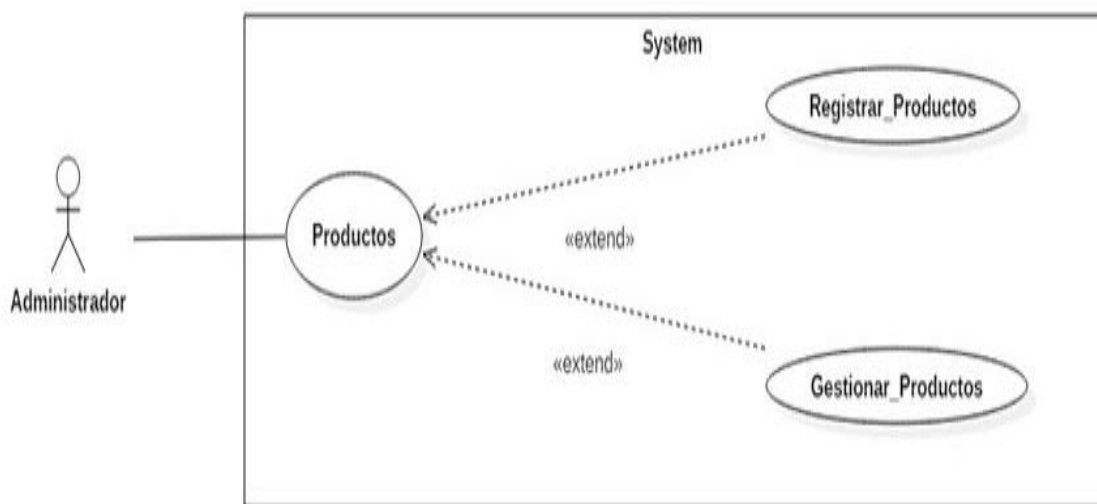 System
Registrar_Productos
Productos
«extend»
Administrador
«extend»
Gestionar_Productos